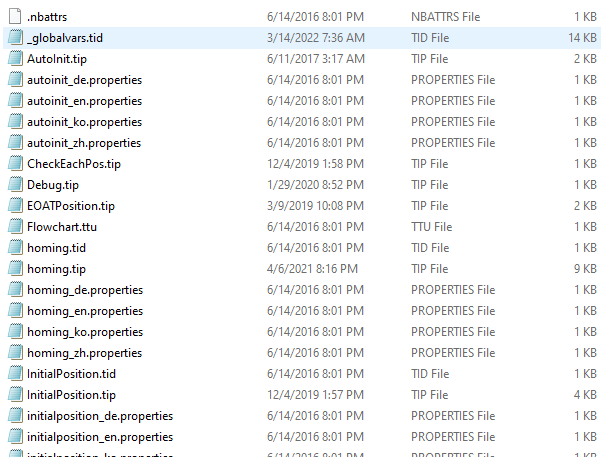 .nbattrs 6/14/2016 8:01 PM NBATTRS File 1 KB
_globalvars.tid 3/14/2022 7:36 AM TID File 14 KB
AutoInit.tip 6/11/2017 3:17 AM TIP File 2 KB
autoinit_de.properties 6/14/2016 8:01 PM PROPERTIES File 1 KB
autoinit_en.properties 6/14/2016 8:01 PM PROPERTIES File 1 KB
autoinit_ko.properties 6/14/2016 8:01 PM PROPERTIES File 1 KB
autoinit_zh.properties 6/14/2016 8:01 PM PROPERTIES File 1 KB
CheckEachPos.tip 12/4/2019 1:58 PM TIP File 1 KB
Debug.tip 1/29/2020 8:52 PM TIP File 1 KB
EOATPosition.tip 3/9/2019 10:08 PM TIP File 2 KB
Flowchart.ttu 6/14/2016 8:01 PM TTU File 1 KB
homing.tid 6/14/2016 8:01 PM TID File 1 KB
homing.tip 4/6/2021 8:16 PM TIP File 9 KB
homing_de.properties 6/14/2016 8:01 PM PROPERTIES File 1 KB
homing_en.properties 6/14/2016 8:01 PM PROPERTIES File 1 KB
homing_ko.properties 6/14/2016 8:01 PM PROPERTIES File 1 KB
homing_zh.properties 6/14/2016 8:01 PM PROPERTIES File 1 KB
InitialPosition.tid 6/14/2016 8:01 PM TID File 1 KB
InitialPosition.tip 12/4/2019 1:57 PM TIP File 4 KB
initialposition_de.properties 6/14/2016 8:01 PM PROPERTIES File 1 KB
initialposition_en.properties 6/14/2016 8:01 PM PROPERTIES File 1 KB